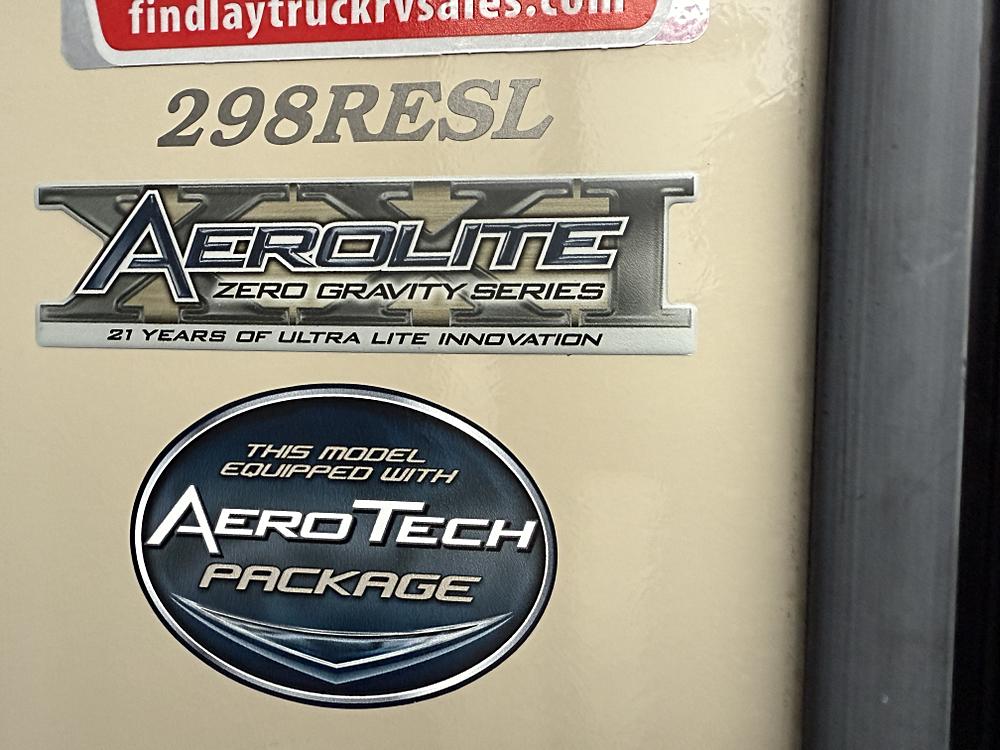 findlaytruckrvsales.com
298RESL
XXI
AEROLITE
ZERO GRAVITY SERIES
21 YEARS OF ULTRA LITE INNOVATION
THIS MODEL
EQUIPPED WITH
AEROTECH
PACKAGE